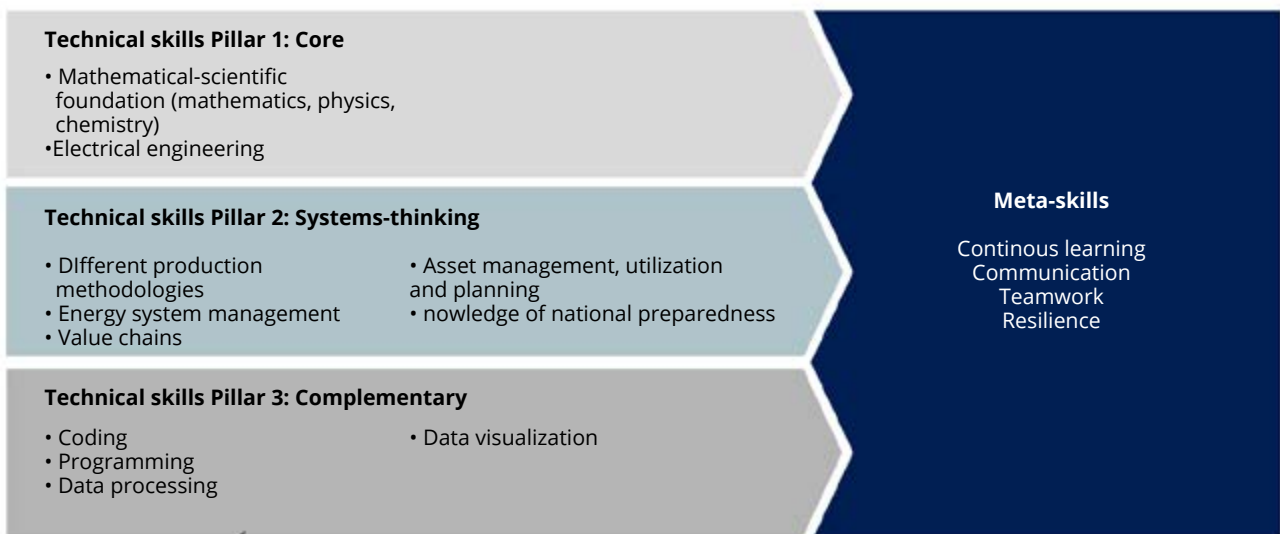 Technical skills Pillar 1: Core
• Mathematical-scientific
foundation (mathematics, physics,
chemistry)
•Electrical engineering
Technical skills Pillar 2: Systems-thinking
• DIfferent production
methodologies
• Energy system management
• Value chains
• Asset management, utilization
and planning
• nowledge of national preparedness
Technical skills Pillar 3: Complementary
• Coding
• Programming
• Data processing
• Data visualization
Meta-skills
Continous learning
Communication
Teamwork
Resilience